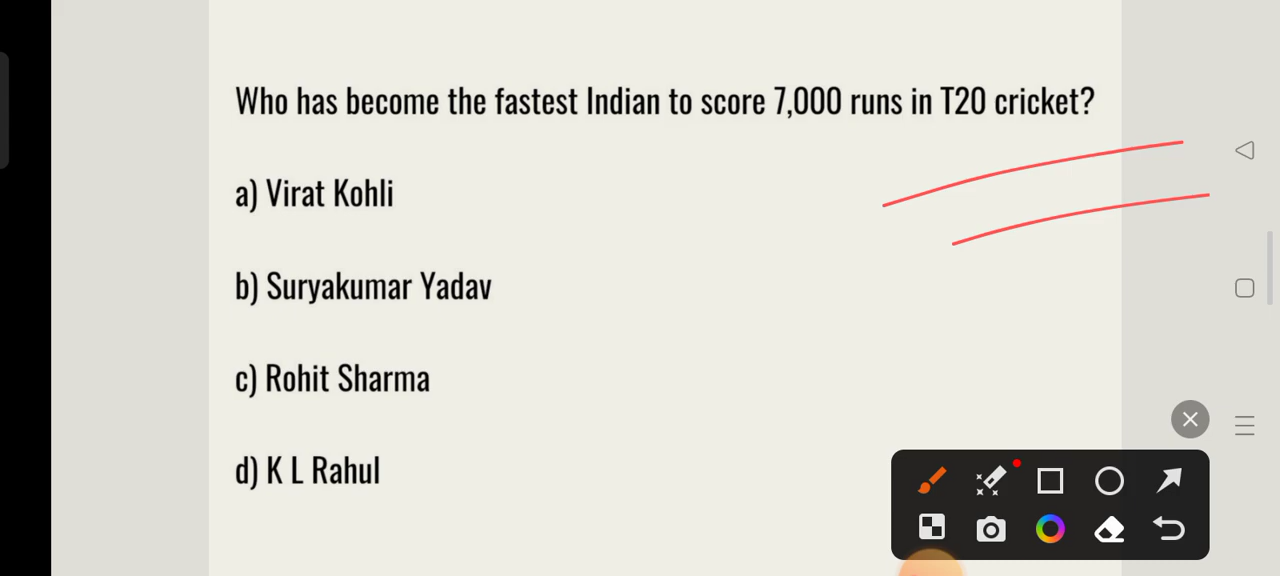 Who has become the fastest Indian to score 7,000 runs in T20 cricket?
a) Virat Kohli
b) Suryakumar Yadav
c) Rohit Sharma
d) K L Rahul